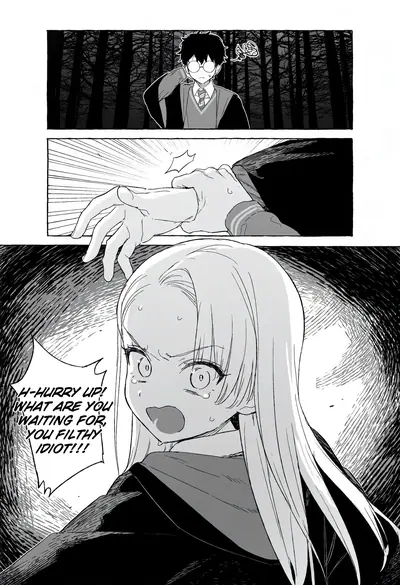 H-HURRY UP!
WHAT ARE YOU
WAITING FOR,
YOU FILTHY
IDIOT!!!